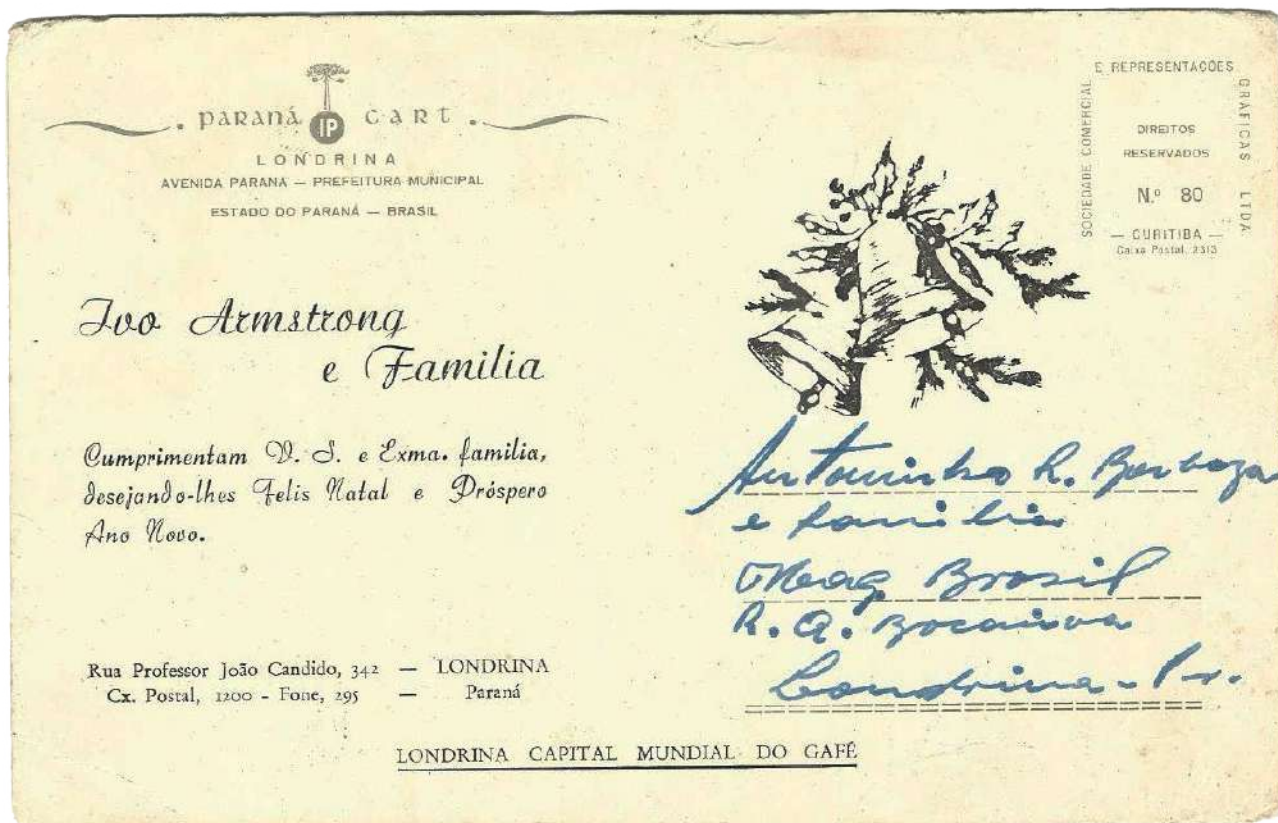 PARANÁ IP CART
LONDRINA
AVENIDA PARANÁ — PREFEITURA MUNICIPAL
ESTADO DO PARANÁ — BRASIL
Ivo Armstrong
e Familia
Cumprimentam V. S. e Exma. familia,
desejando-lhes Felis Natal e Próspero
Ano Novo.
Rua Professor João Candido, 342 — LONDRINA
Cx. Postal, 1200 - Fone, 295 — Paraná
LONDRINA CAPITAL MUNDIAL DO GAFÉ
SOCIEDADE COMERCIAL
E REPRESENTAÇÕES
GRAFICAS LTDA.
DIREITOS
RESERVADOS
N.º 80
— CURITIBA —
Caixa Postal, 2313
Antoninho R. Barboza
e familia
Maq Brasil
R. Q. Bocaiuva
Londrina - Pr.